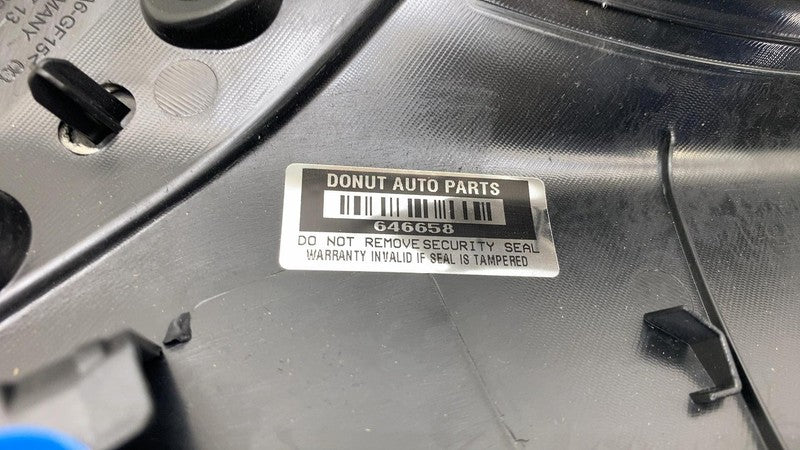 DONUT AUTO PARTS
646658
DO NOT REMOVE SECURITY SEAL
WARRANTY INVALID IF SEAL IS TAMPERED